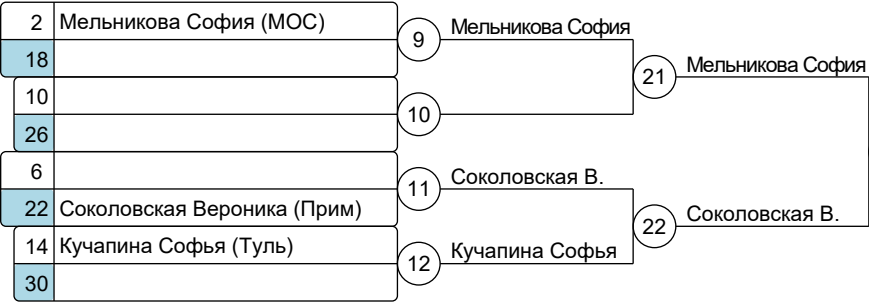 2 Мельникова София (МОС)
18
9 Мельникова София
10
26
10
21 Мельникова София
6
22 Соколовская Вероника (Прим)
11 Соколовская В.
14 Кучапина Софья (Туль)
30
12 Кучапина Софья
22 Соколовская В.